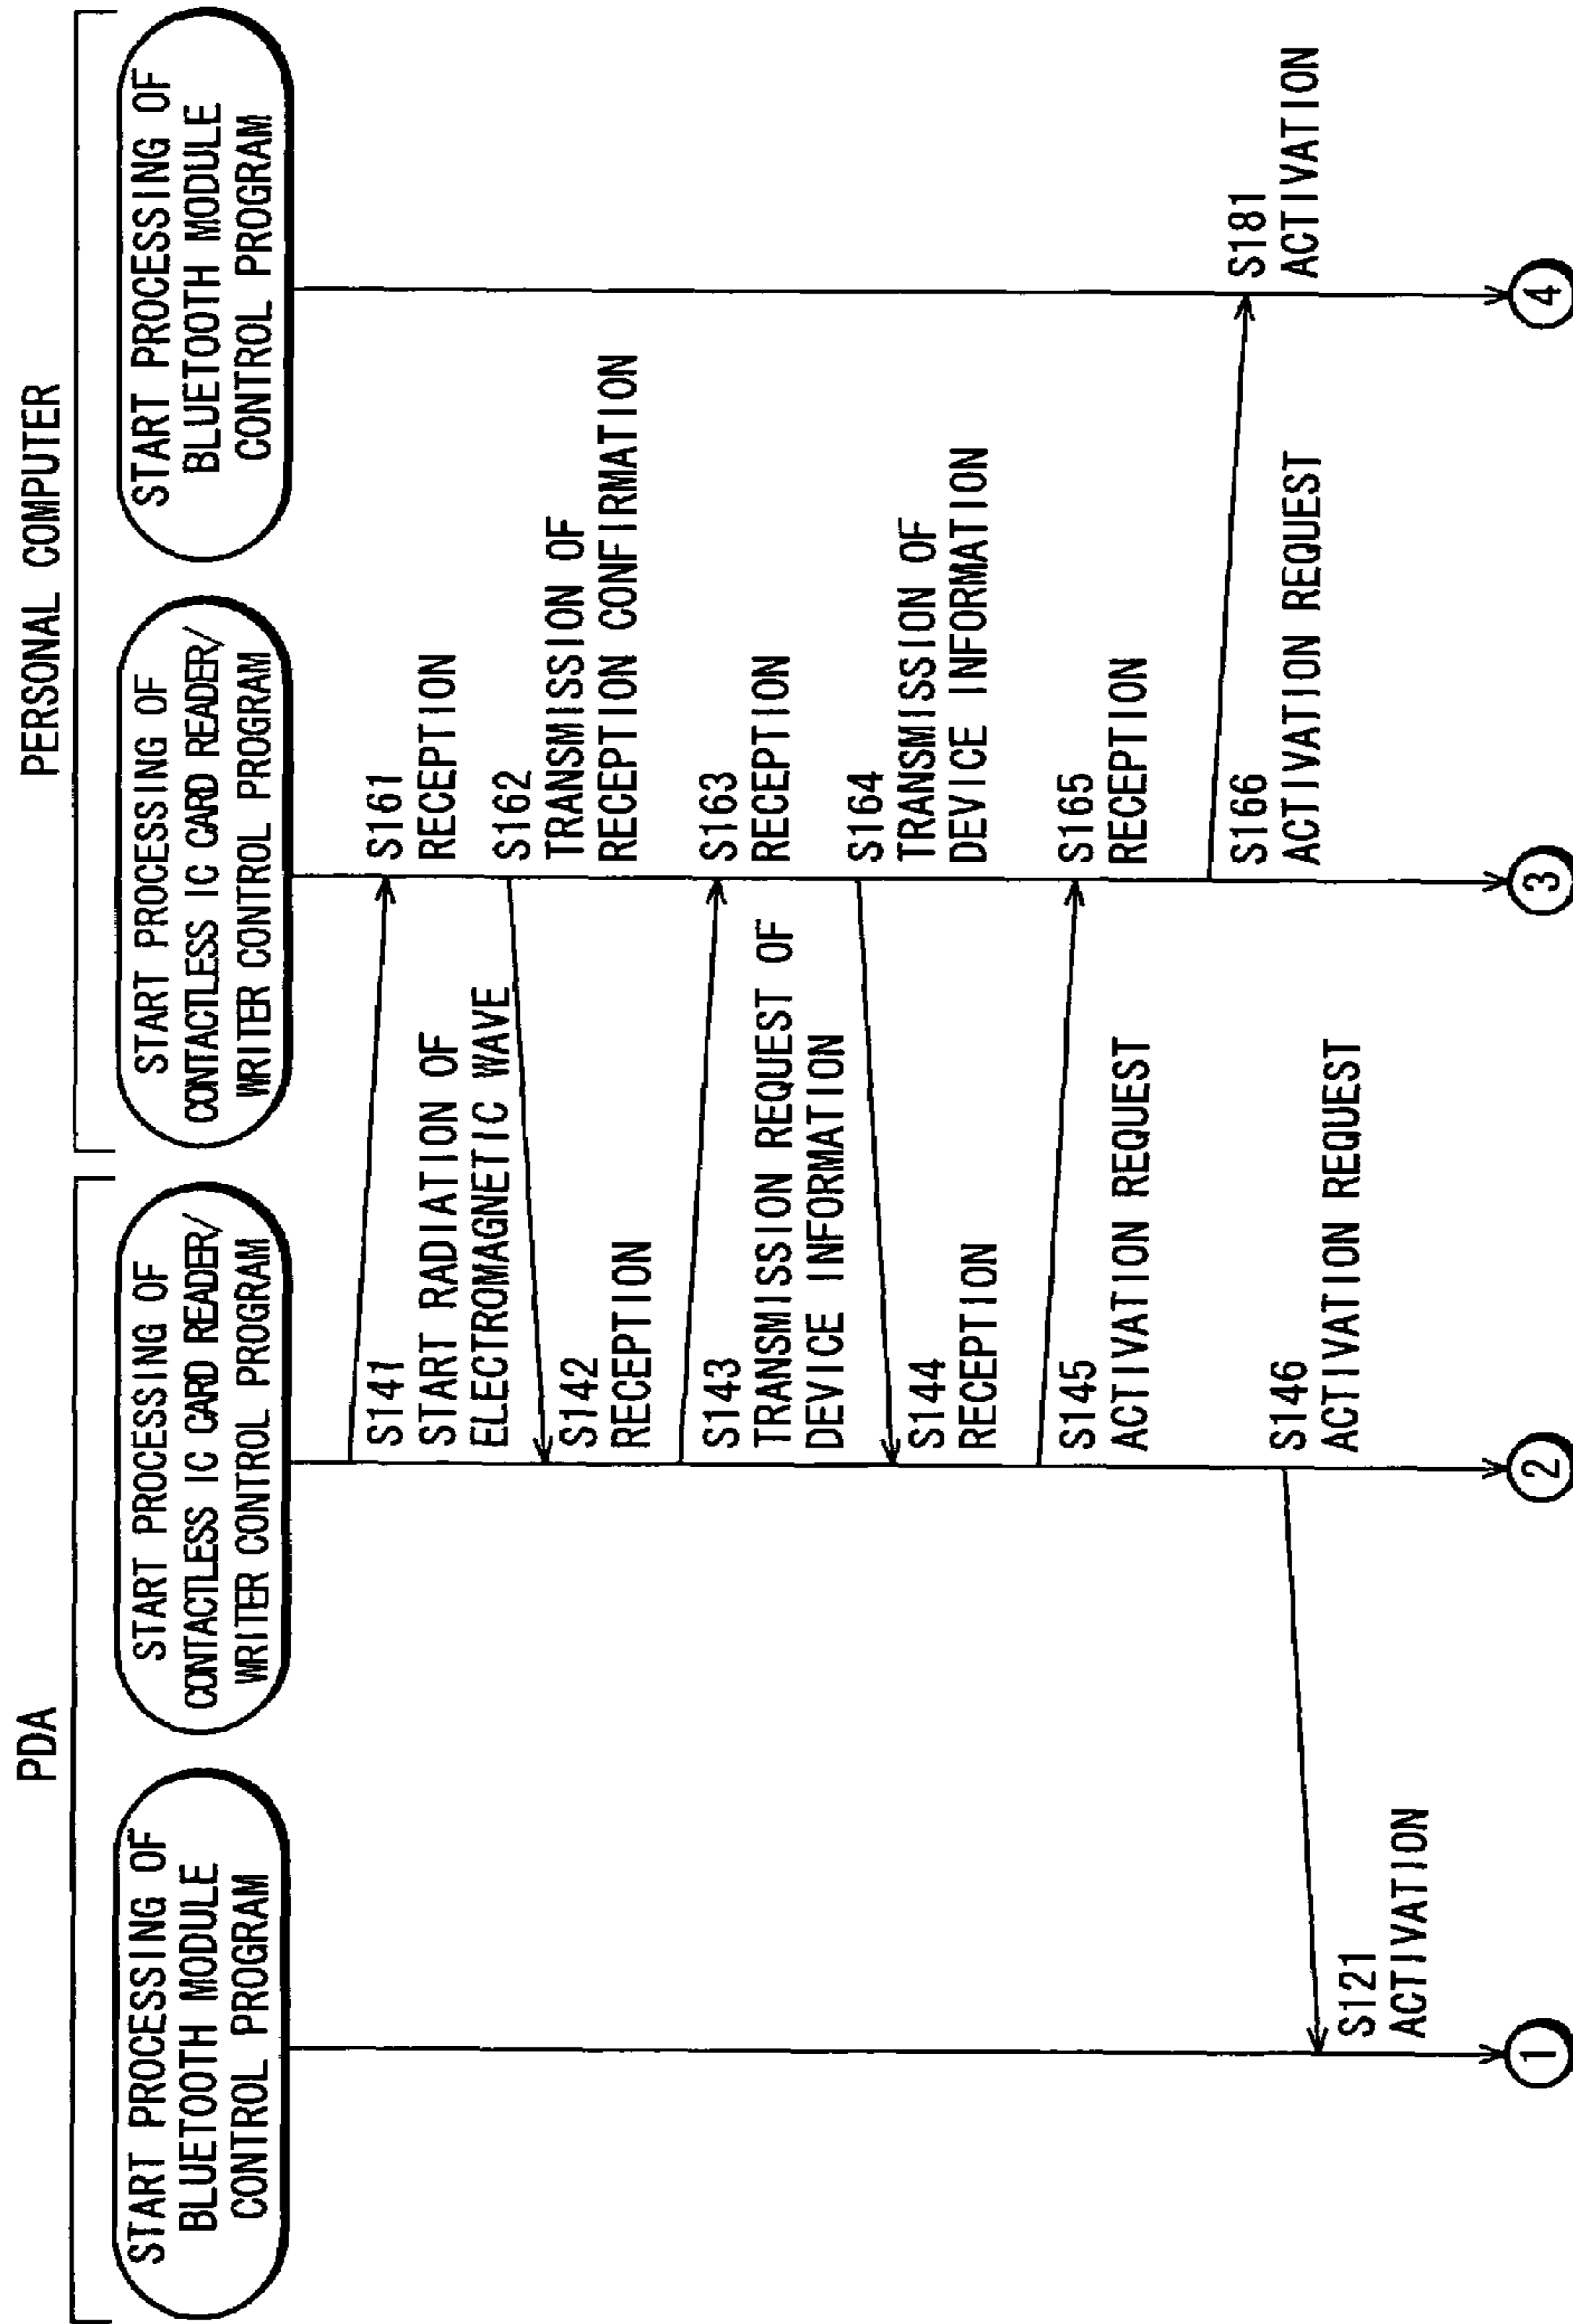 PDA
PERSONAL COMPUTER
START PROCESSING OF
BLUETOOTH MODULE
CONTROL PROGRAM
START PROCESSING OF
CONTACTLESS IC CARD READER/
WRITER CONTROL PROGRAM
START PROCESSING OF
CONTACTLESS IC CARD READER/
WRITER CONTROL PROGRAM
START PROCESSING OF
BLUETOOTH MODULE
CONTROL PROGRAM
S141
START RADIATION OF
ELECTROMAGNETIC WAVE
S161
RECEPTION
S162
TRANSMISSION OF
RECEPTION CONFIRMATION
S142
RECEPTION
S143
TRANSMISSION REQUEST OF
DEVICE INFORMATION
S163
RECEPTION
S164
TRANSMISSION OF
DEVICE INFORMATION
S144
RECEPTION
S145
ACTIVATION REQUEST
S165
RECEPTION
S166
ACTIVATION REQUEST
S181
ACTIVATION
S146
ACTIVATION REQUEST
S121
ACTIVATION
1
2
3
4